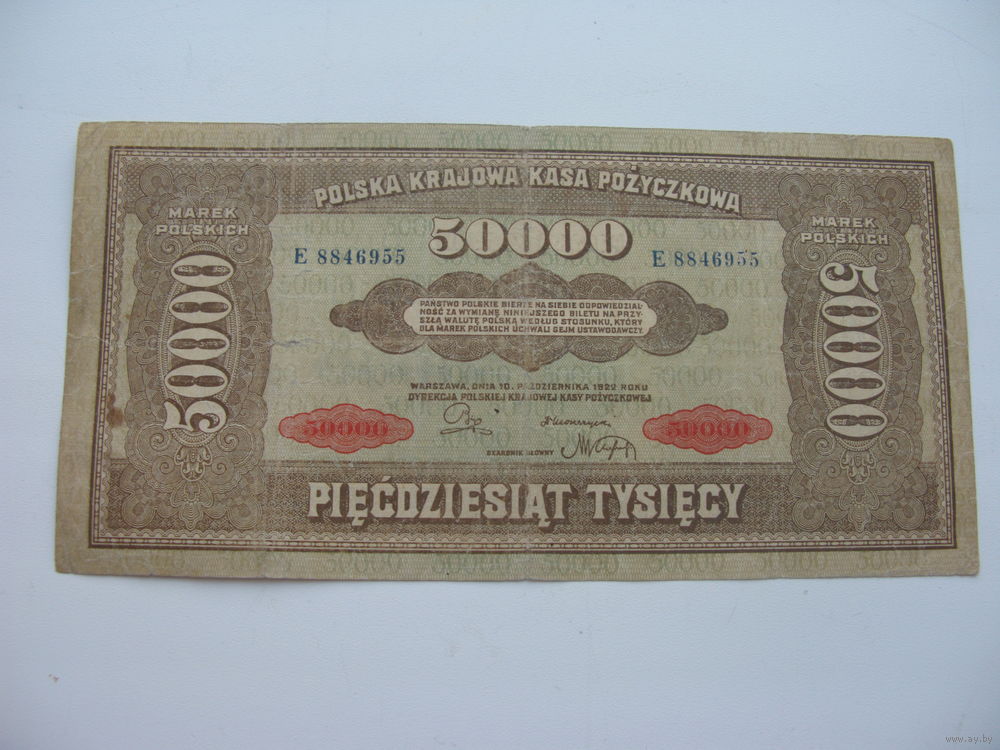 POLSKA KRAJOWA KASA POŻYCZKOWA
MAREK
POLSKICH
50000
MAREK
POLSKICH
E 8846955
E 8846955
50000
50000
PAŃSTWO POLSKIE BIERZE NA SIEBIE ODPOWIEDZIAL-
NOŚĆ ZA WYMIANĘ NINIEJSZEGO BILETU NA PRZY-
SZŁĄ WALUTĘ POLSKĄ WEDŁUG STOSUNKU, KTÓRY
DLA MAREK POLSKICH UCHWALI SEJM USTAWODAWCZY.
WARSZAWA, DNIA 10. PAŹDZIERNIKA 1922 ROKU
DYREKCJA POLSKIEJ KRAJOWEJ KASY POŻYCZKOWEJ
50000
50000
SKARBNIK GŁÓWNY
PIĘĆDZIESIĄT TYSIĘCY
www.ay.by